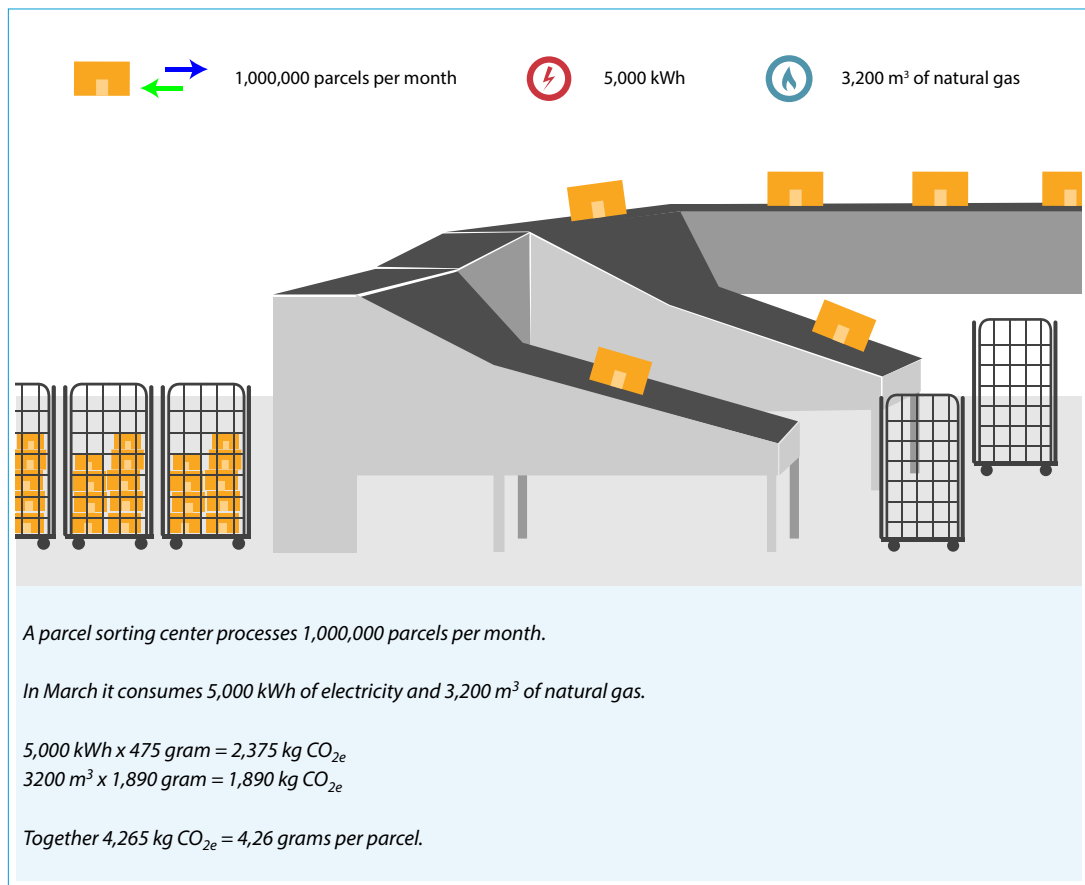 1,000,000 parcels per month
5,000 kWh
3,200 m³ of natural gas
A parcel sorting center processes 1,000,000 parcels per month.
In March it consumes 5,000 kWh of electricity and 3,200 m³ of natural gas.
5,000 kWh x 475 gram = 2,375 kg CO₂ₑ
3200 m³ x 1,890 gram = 1,890 kg CO₂ₑ
Together 4,265 kg CO₂ₑ = 4,26 grams per parcel.